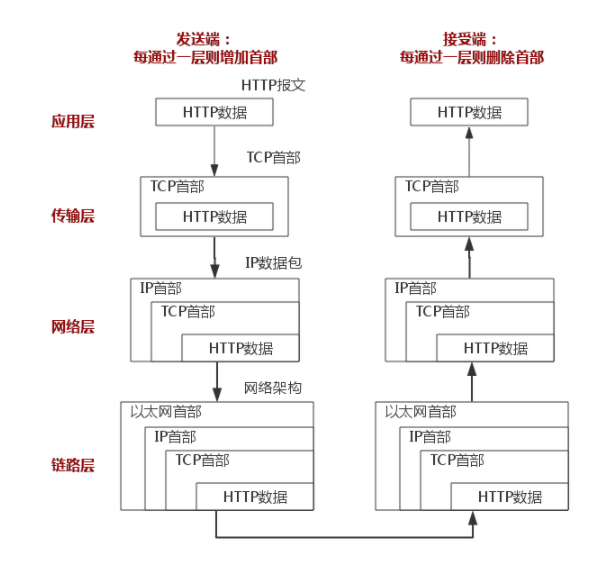 发送端：
每通过一层则增加首部
接受端：
每通过一层则删除首部
HTTP报文
应用层
HTTP数据
HTTP数据
TCP首部
TCP首部
TCP首部
传输层
HTTP数据
HTTP数据
IP数据包
IP首部
IP首部
TCP首部
TCP首部
网络层
HTTP数据
HTTP数据
网络架构
以太网首部
以太网首部
IP首部
IP首部
TCP首部
TCP首部
链路层
HTTP数据
HTTP数据